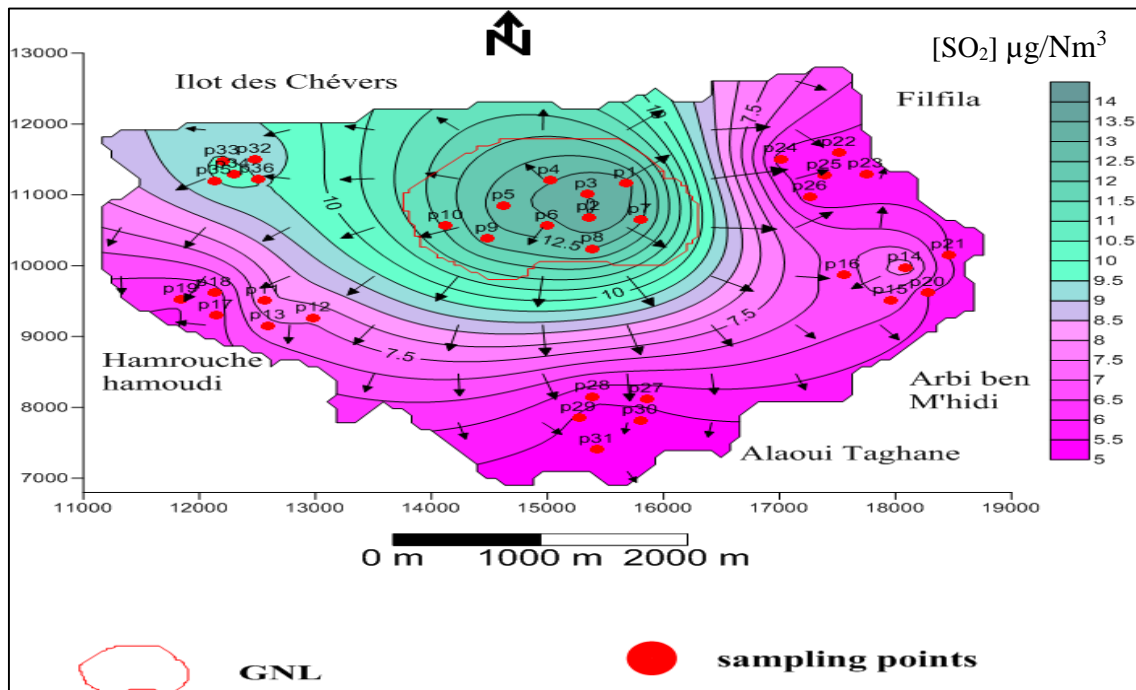 N
[SO₂] µg/Nm³
Ilot des Chévers
Filfila
13000
12000
11000
10000
9000
8000
7000
14
13.5
13
12.5
12
11.5
11
10.5
10
9.5
9
8.5
8
7.5
7
6.5
6
5.5
5
10
7.5
p33 p32
p34
p35 p36
p4
p3
p1
p5
p2
p7
p10
p6
p9
p8
12.5
10
10
10
p24 p22
p25 p23
p26
p21
p14
p16
p15 p20
p18
p19
p11
p17
p12
p13
7.5
7.5
p28 p27
p29 p30
p31
Hamrouche
hamoudi
Arbi ben
M'hidi
Alaoui Taghane
11000 12000 13000 14000 15000 16000 17000 18000 19000
0 m 1000 m 2000 m
GNL
sampling points